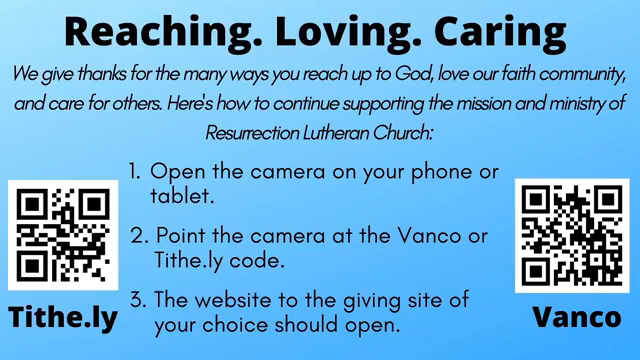 Reaching. Loving. Caring
We give thanks for the many ways you reach up to God, love our faith community,
and care for others. Here's how to continue supporting the mission and ministry of
Resurrection Lutheran Church:
1. Open the camera on your phone or
tablet.
2. Point the camera at the Vanco or
Tithe.ly code.
3. The website to the giving site of
your choice should open.
Tithe.ly
Vanco